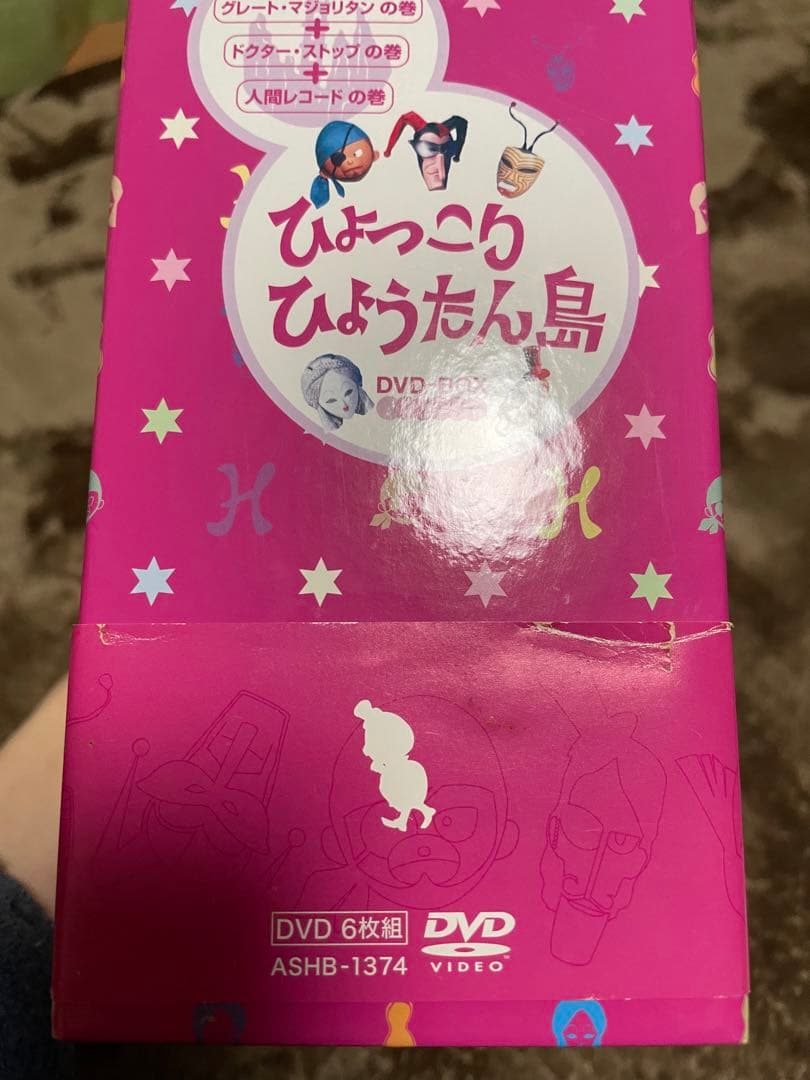 グレート・マジョリタン の巻
+
ドクター・ストップ の巻
+
人間レコード の巻
ひょっこり
ひょうたん島
DVD-BOX
H
H
DVD 6枚組
DVD
VIDEO
ASHB-1374